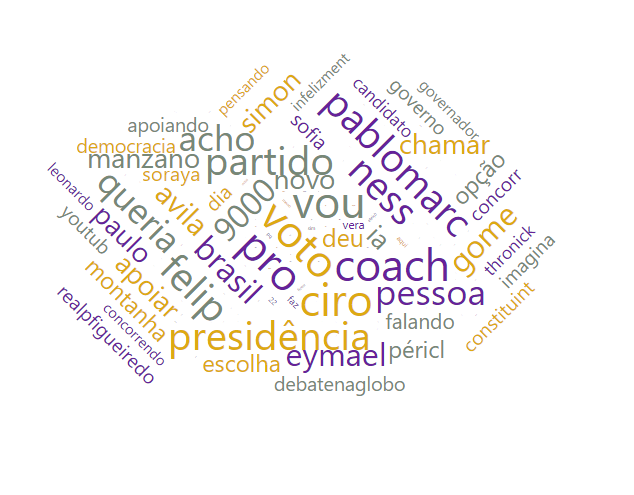 pensando
infelizment
simon
candidato
governo
governador
sofia
pablomarc
chamar
apoiando
acho
democracia
manzano
partido
soraya
novo
dia
opção
concorr
leonardo
queria
avila
9000
vou
ness
gome
youtub
paulo
brasil
voto
vera
deu
ia
thronick
imagina
montanha
apoiar
felip
pro
coach
realpfigueiredo
concorrendo
22
faz
ciro
pessoa
constituint
presidência
falando
escolha
eymael
péricl
debatenaglobo